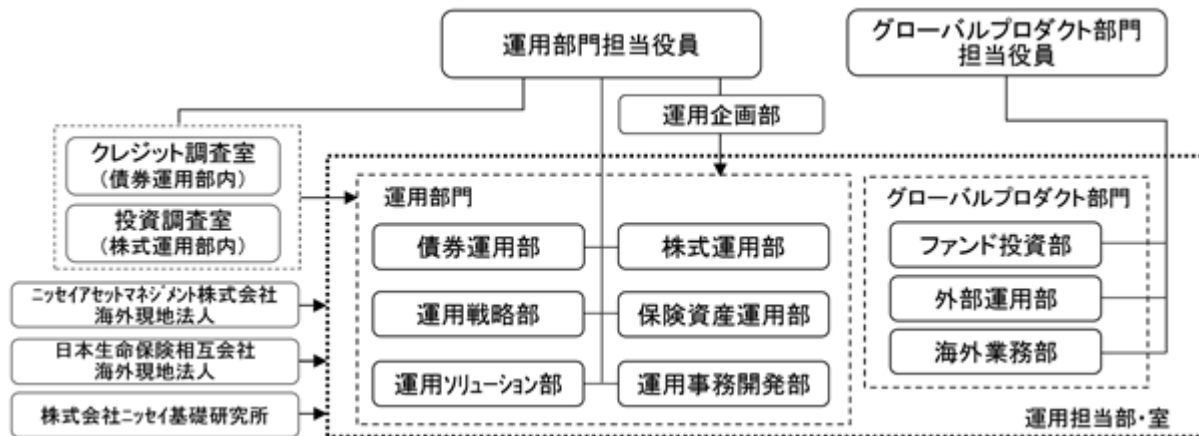 運用部門担当役員
グローバルプロダクト部門
担当役員
運用企画部
クレジット調査室
(債券運用部内)
投資調査室
(株式運用部内)
運用部門
債券運用部
株式運用部
運用戦略部
保険資産運用部
運用ソリューション部
運用事務開発部
グローバルプロダクト部門
ファンド投資部
外部運用部
海外業務部
ニッセイアセットマネジメント株式会社
海外現地法人
日本生命保険相互会社
海外現地法人
株式会社ニッセイ基礎研究所
運用担当部・室